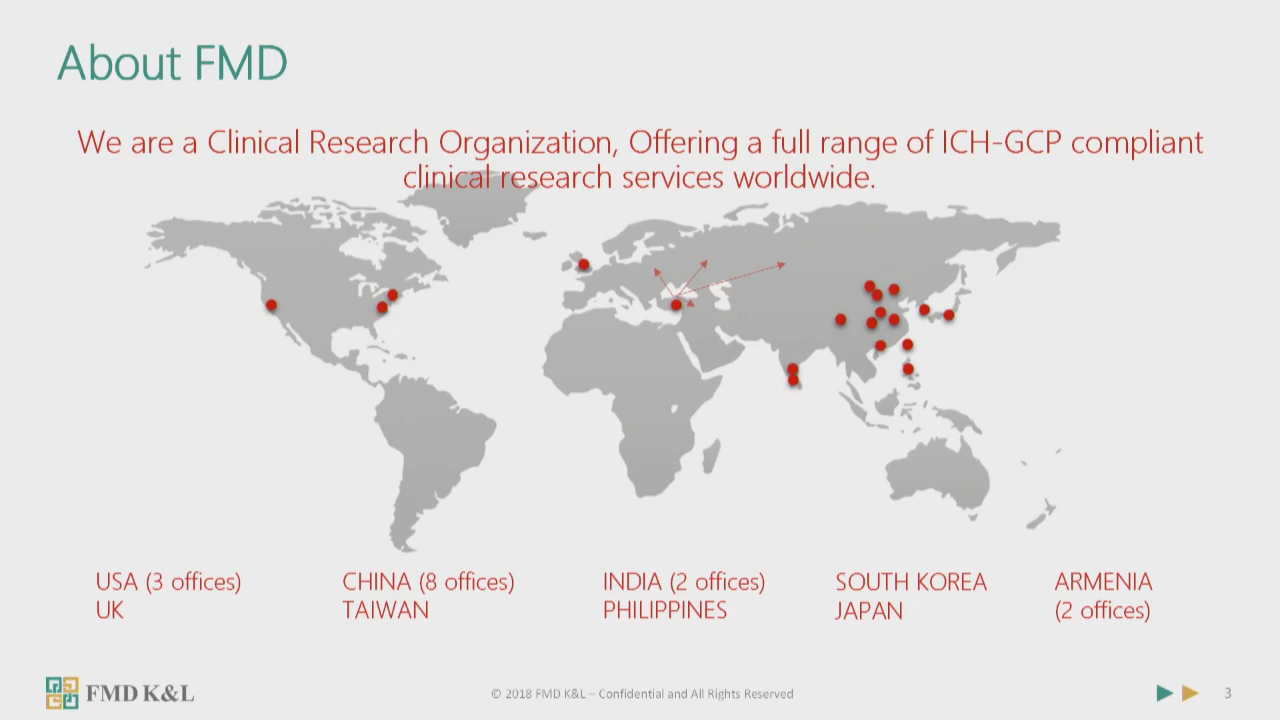 About FMD
We are a Clinical Research Organization, Offering a full range of ICH-GCP compliant
clinical research services worldwide.
USA (3 offices)
UK
CHINA (8 offices)
TAIWAN
INDIA (2 offices)
PHILIPPINES
SOUTH KOREA
JAPAN
ARMENIA
(2 offices)
FMD K&L
© 2018 FMD K&L – Confidential and All Rights Reserved
3